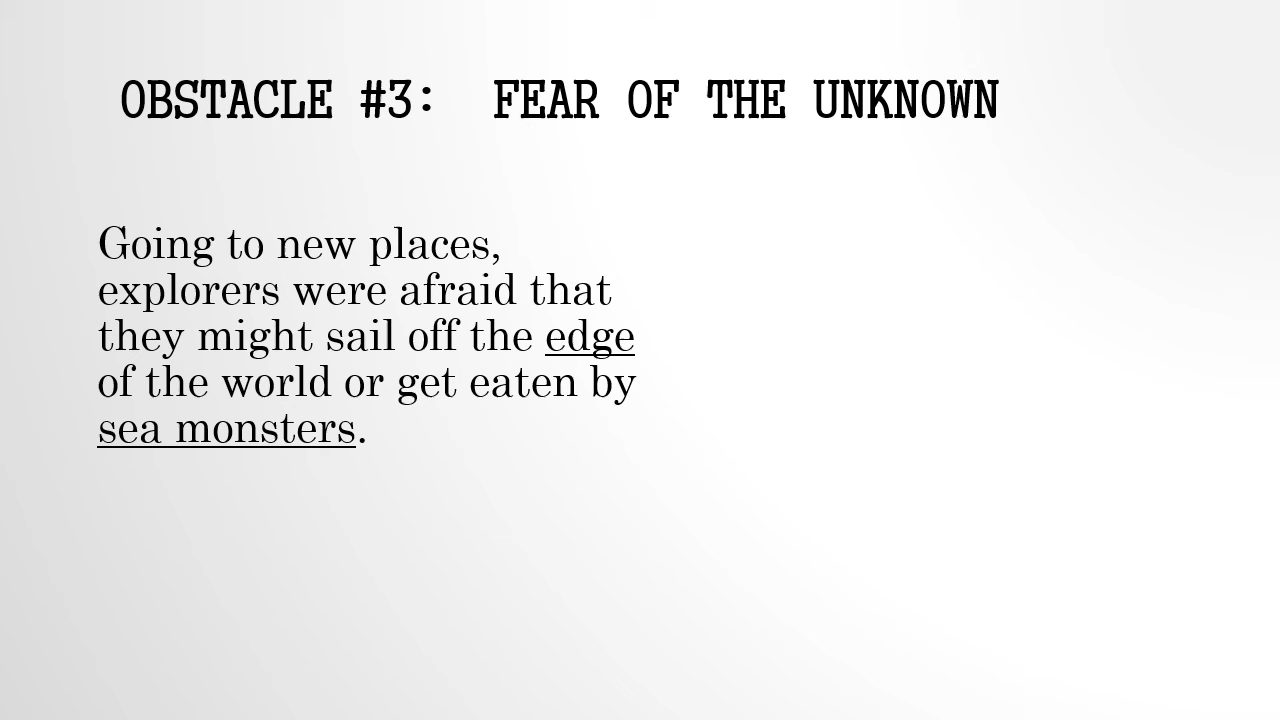 OBSTACLE #3:  FEAR OF THE UNKNOWN
Going to new places,
explorers were afraid that
they might sail off the edge
of the world or get eaten by
sea monsters.